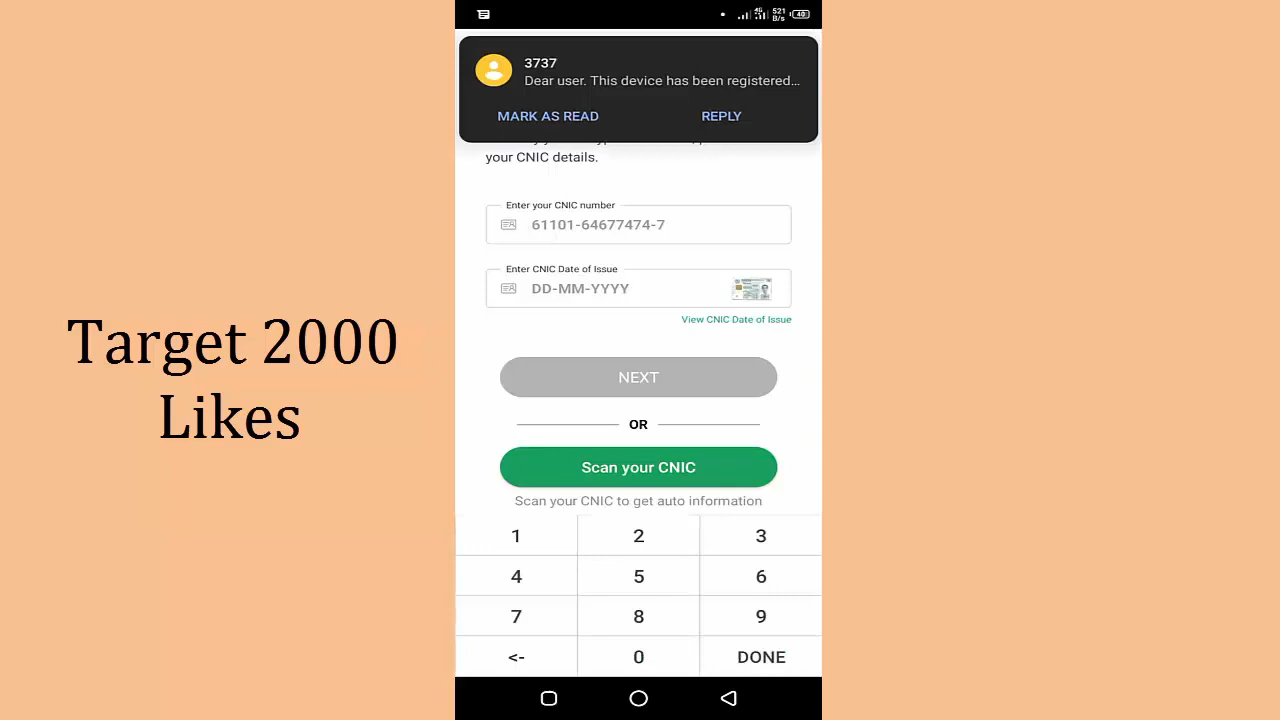 4G
521
B/s
40
3737
Dear user. This device has been registered...
MARK AS READ
REPLY
your CNIC details.
Enter your CNIC number
61101-64677474-7
Enter CNIC Date of Issue
DD-MM-YYYY
View CNIC Date of Issue
NEXT
OR
Scan your CNIC
Scan your CNIC to get auto information
1 2 3
4 5 6
7 8 9
<- 0 DONE
Target 2000
Likes